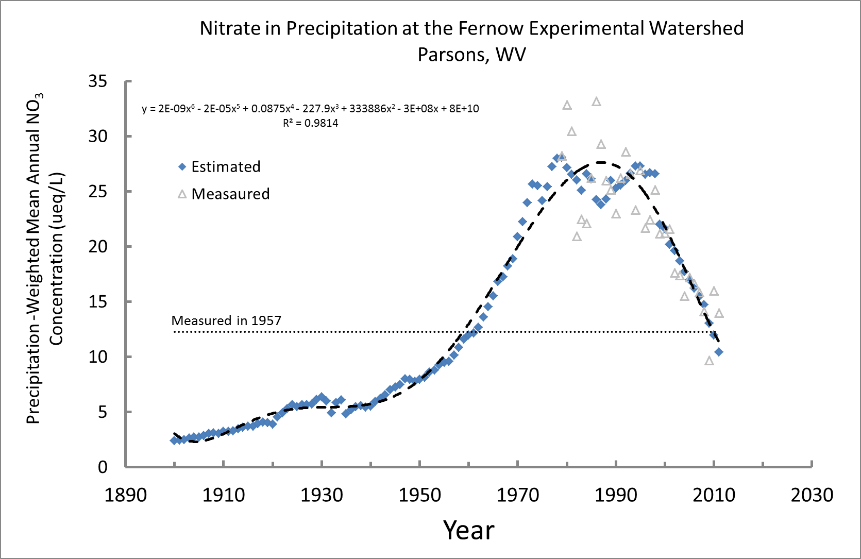 Nitrate in Precipitation at the Fernow Experimental Watershed
Parsons, WV
Precipitation -Weighted Mean Annual NO3
Concentration (ueq/L)
35
30
25
20
15
10
5
0
y = 2E-09x⁶ - 2E-05x⁵ + 0.0875x⁴ - 227.9x³ + 333886x² - 3E+08x + 8E+10
R² = 0.9814
Estimated
Measaured
Measured in 1957
1890 1910 1930 1950 1970 1990 2010 2030
Year